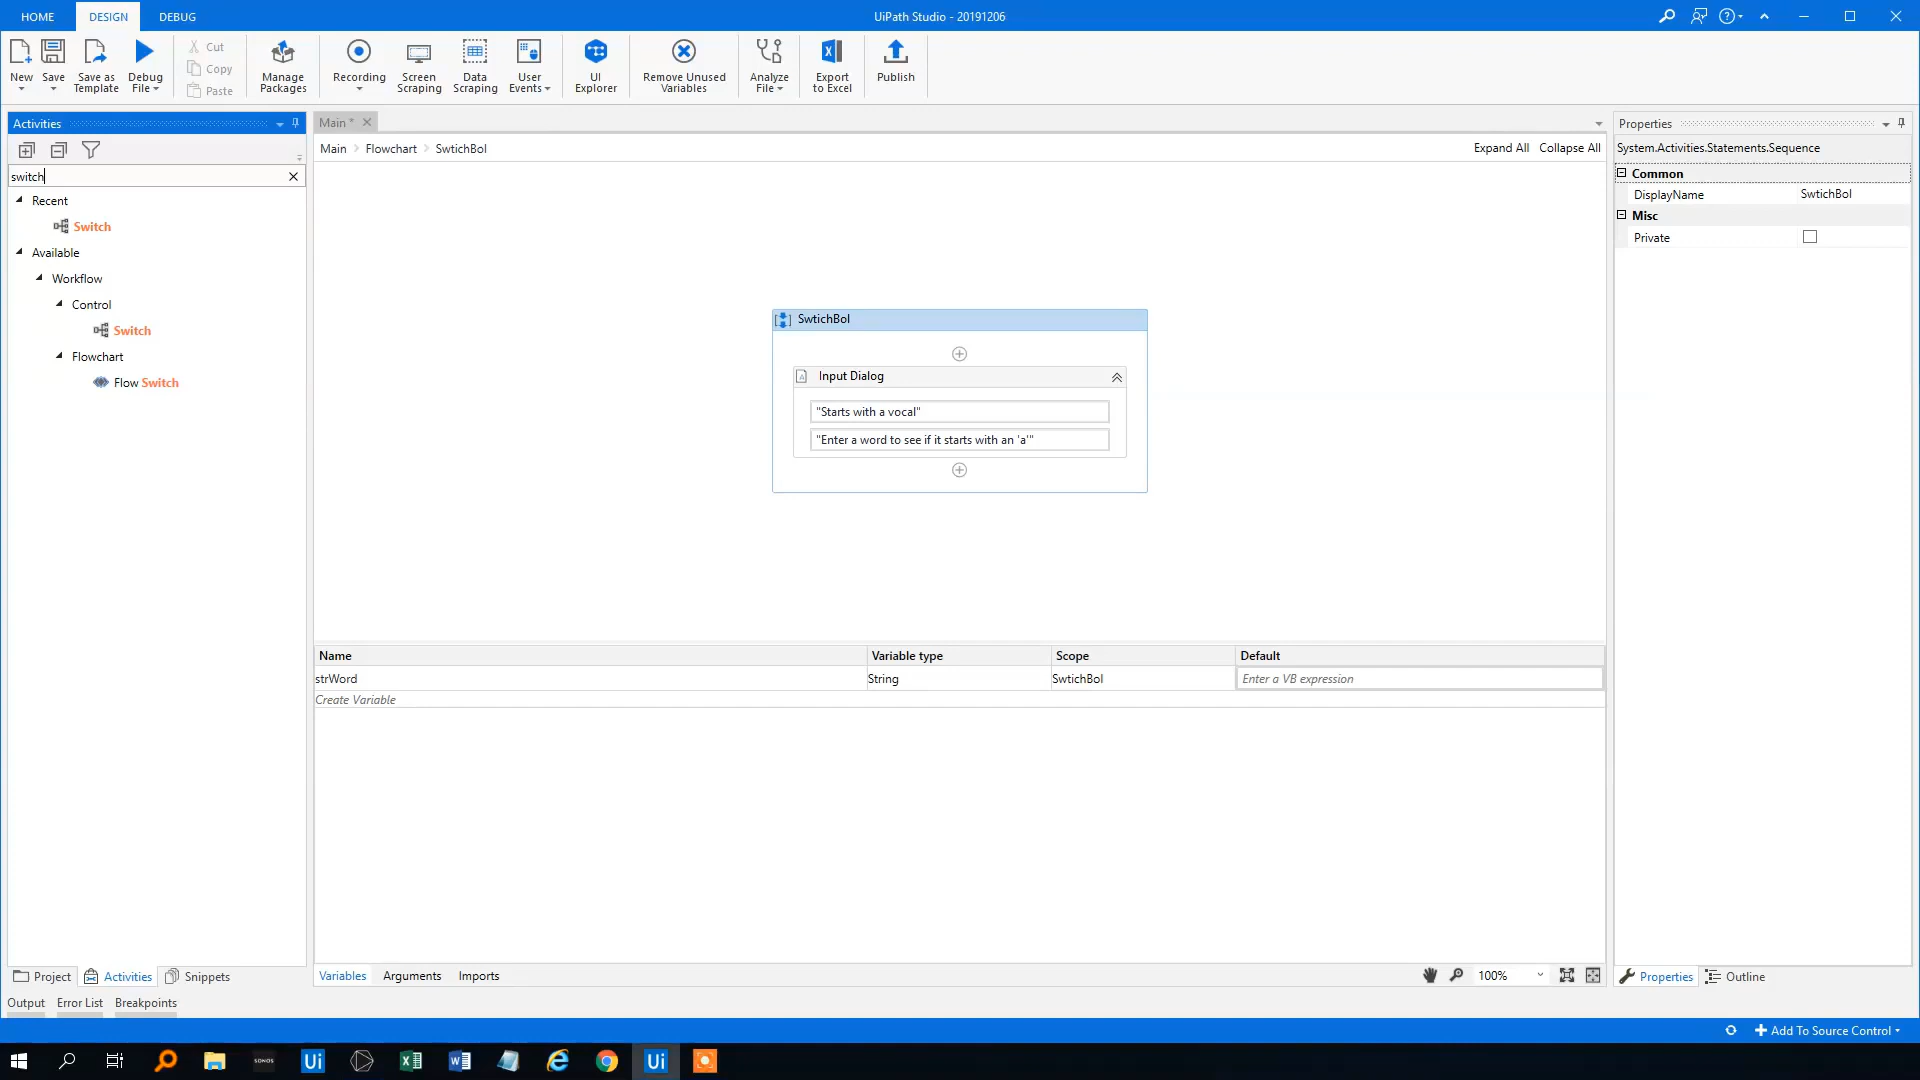 HOME DESIGN DEBUG UiPath Studio - 20191206
New Save Save as Template Debug File Cut Copy Paste Manage Packages Recording Screen Scraping Data Scraping User Events UI Explorer Remove Unused Variables Analyze File Export to Excel Publish
Activities
switch
Recent
Switch
Available
Workflow
Control
Switch
Flowchart
Flow Switch
Main *
Main Flowchart SwtichBol Expand All Collapse All
SwtichBol
Input Dialog
"Starts with a vocal"
"Enter a word to see if it starts with an 'a'"
Name Variable type Scope Default
strWord String SwtichBol Enter a VB expression
Create Variable
Variables Arguments Imports 100%
Properties
System.Activities.Statements.Sequence
Common
DisplayName SwtichBol
Misc
Private
Project Activities Snippets
Properties Outline
Output Error List Breakpoints
Add To Source Control
SONOS Ui Ui